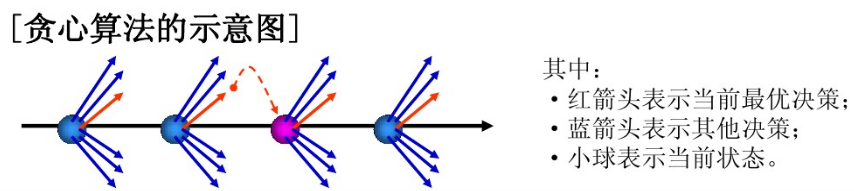 [贪心算法的示意图]
其中：
·红箭头表示当前最优决策；
·蓝箭头表示其他决策；
·小球表示当前状态。